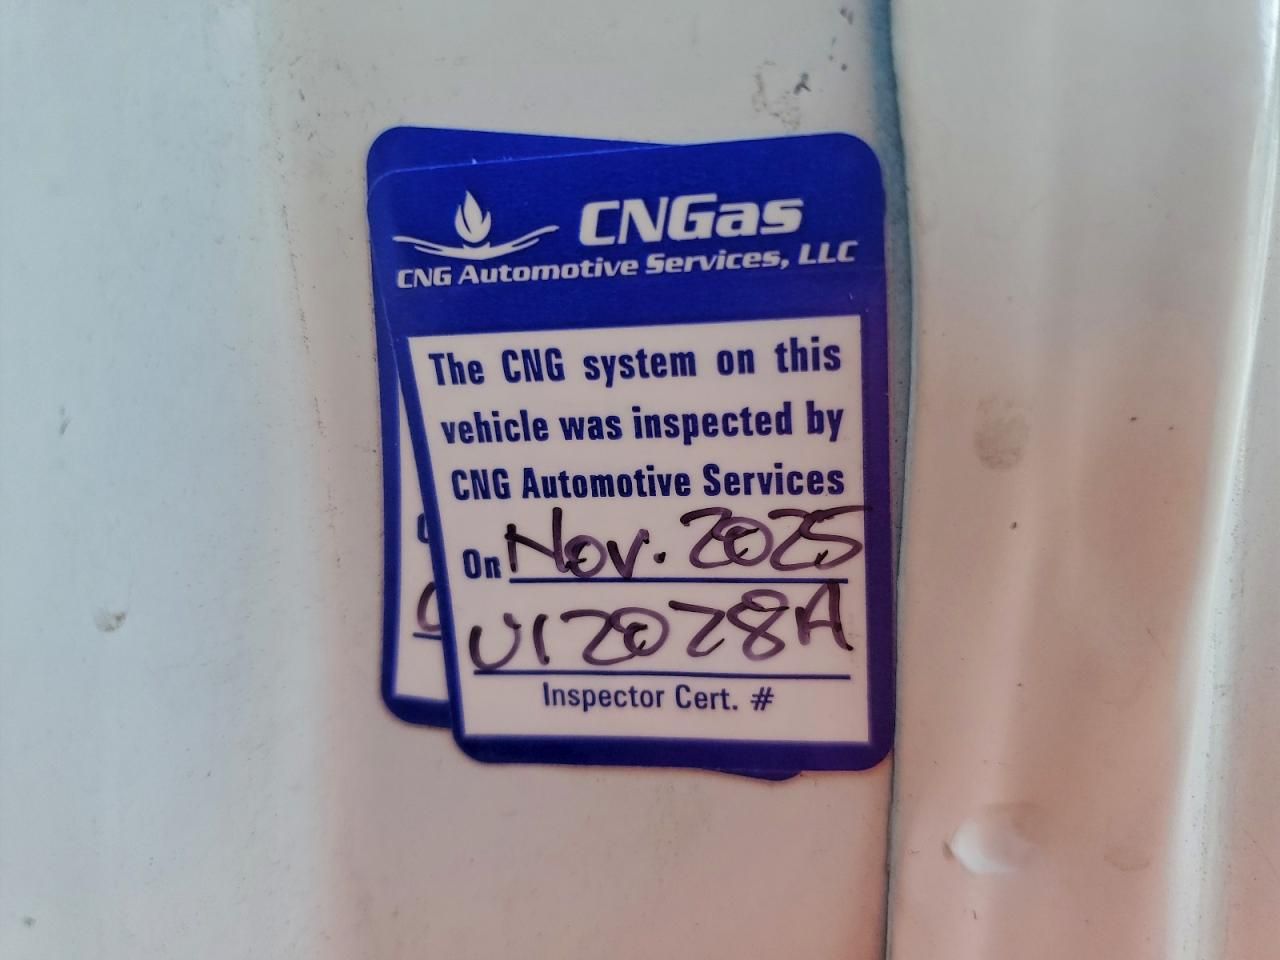 CNGas
CNG Automotive Services, LLC
The CNG system on this
vehicle was inspected by
CNG Automotive Services
On Nov. 2025
UI2028A
Inspector Cert. #